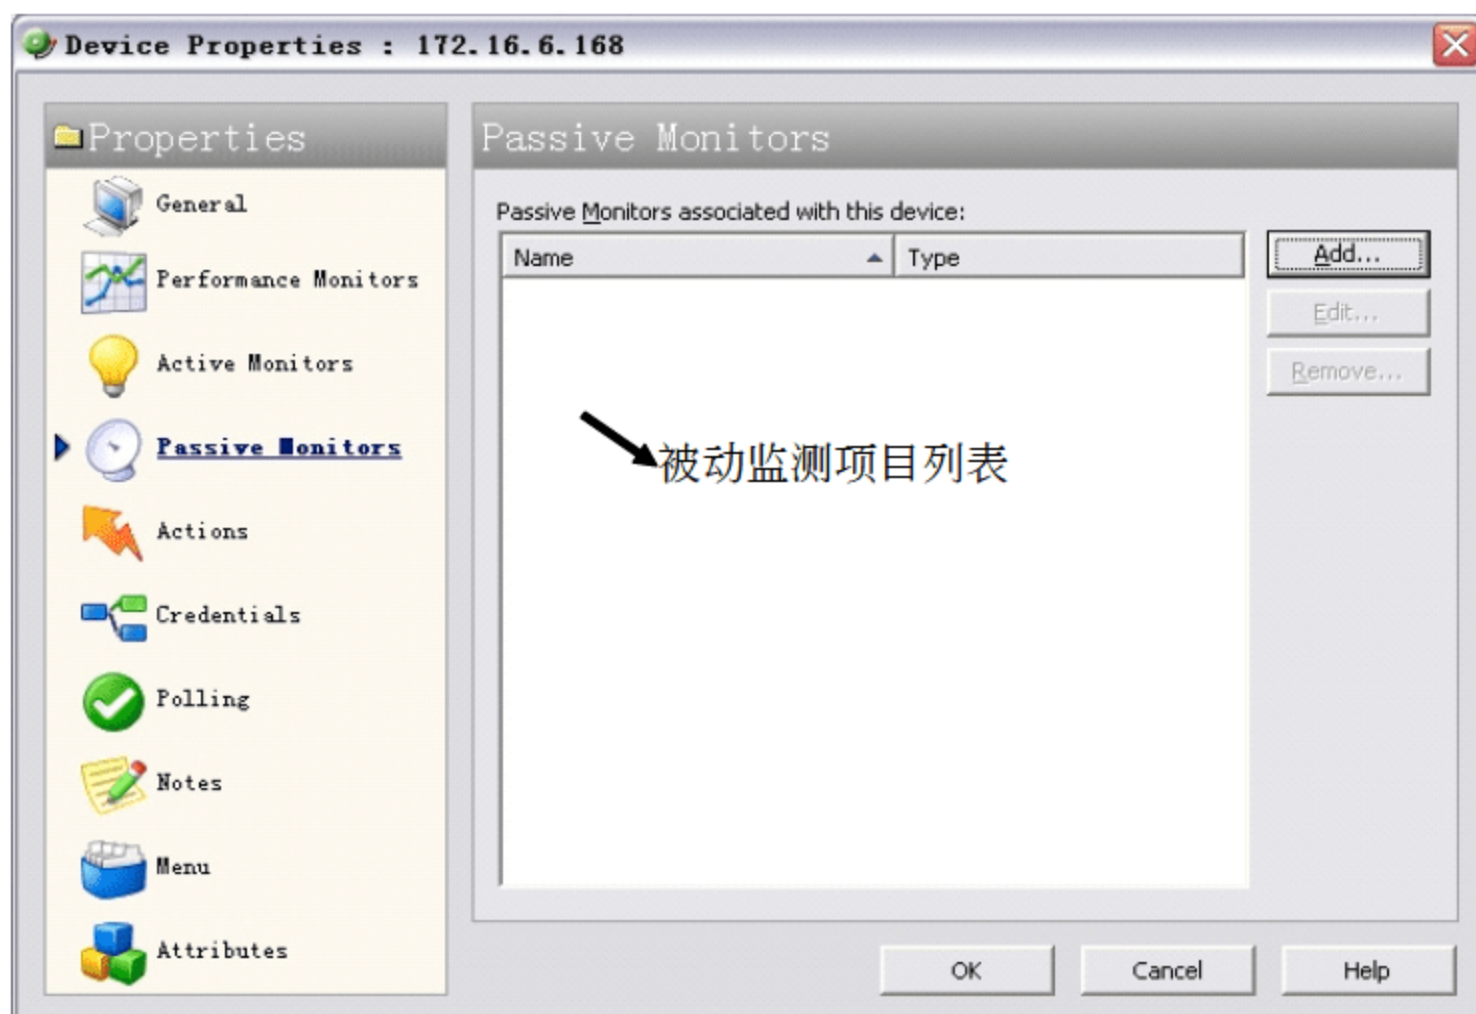 Device Properties : 172.16.6.168
Properties
General
Performance Monitors
Active Monitors
Passive Monitors
Actions
Credentials
Polling
Notes
Menu
Attributes
Passive Monitors
Passive Monitors associated with this device:
Name Type
Add...
Edit...
Remove...
被动监测项目列表
OK Cancel Help